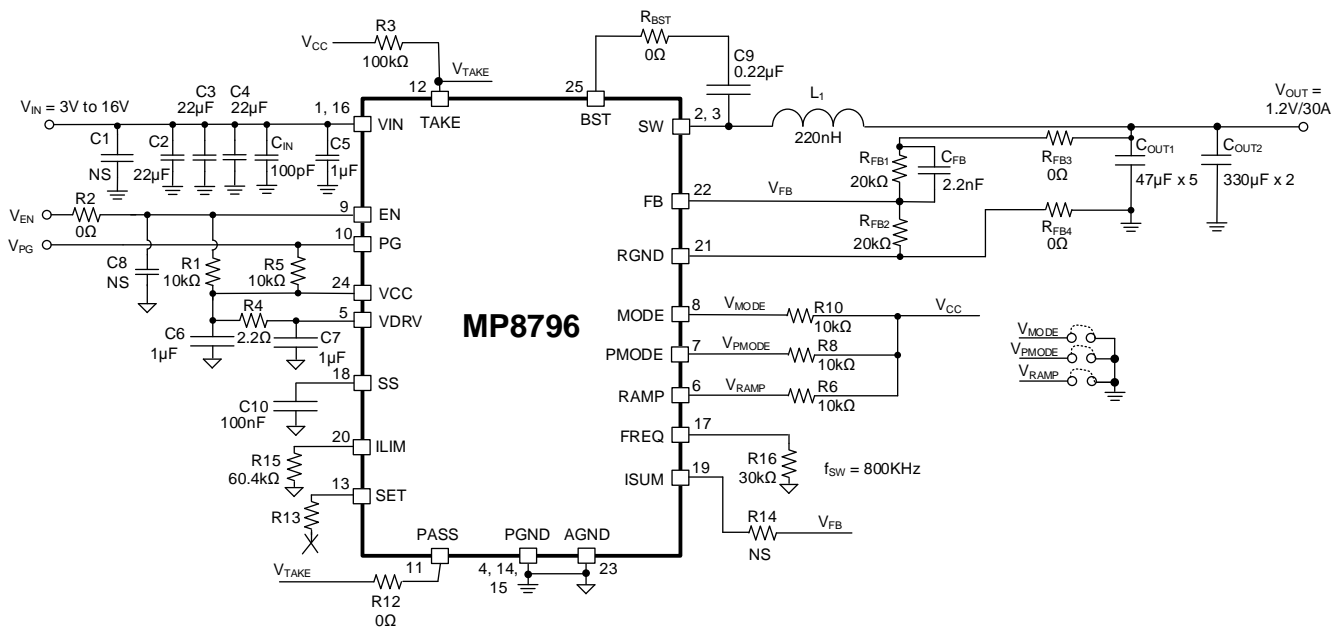 R_BST
0Ω
C9
0.22µF
V_CC
R3
100kΩ
V_TAKE
12
25
TAKE
BST
V_IN = 3V to 16V
C1
NS
C2
22µF
C3
22µF
C4
22µF
C_IN
100pF
C5
1µF
1, 16
VIN
SW
2, 3
L_1
220nH
V_OUT =
1.2V/30A
R_FB1
20kΩ
C_FB
2.2nF
R_FB3
0Ω
C_OUT1
47µF x 5
C_OUT2
330µF x 2
V_EN
R2
0Ω
9
EN
FB
22
V_FB
V_PG
10
PG
R_FB2
20kΩ
R_FB4
0Ω
RGND
21
C8
NS
R1
10kΩ
R5
10kΩ
24
VCC
R4
2.2Ω
5
VDRV
C6
1µF
C7
1µF
MP8796
MODE
8
V_MODE
R10
10kΩ
V_CC
PMODE
7
V_PMODE
R8
10kΩ
RAMP
6
V_RAMP
R6
10kΩ
V_MODE
V_PMODE
V_RAMP
18
SS
C10
100nF
FREQ
17
R16
30kΩ
f_SW = 800KHz
20
ILIM
R15
60.4kΩ
ISUM
19
13
SET
R13
R14
NS
V_FB
PASS
PGND
AGND
11
4, 14,
15
23
V_TAKE
R12
0Ω